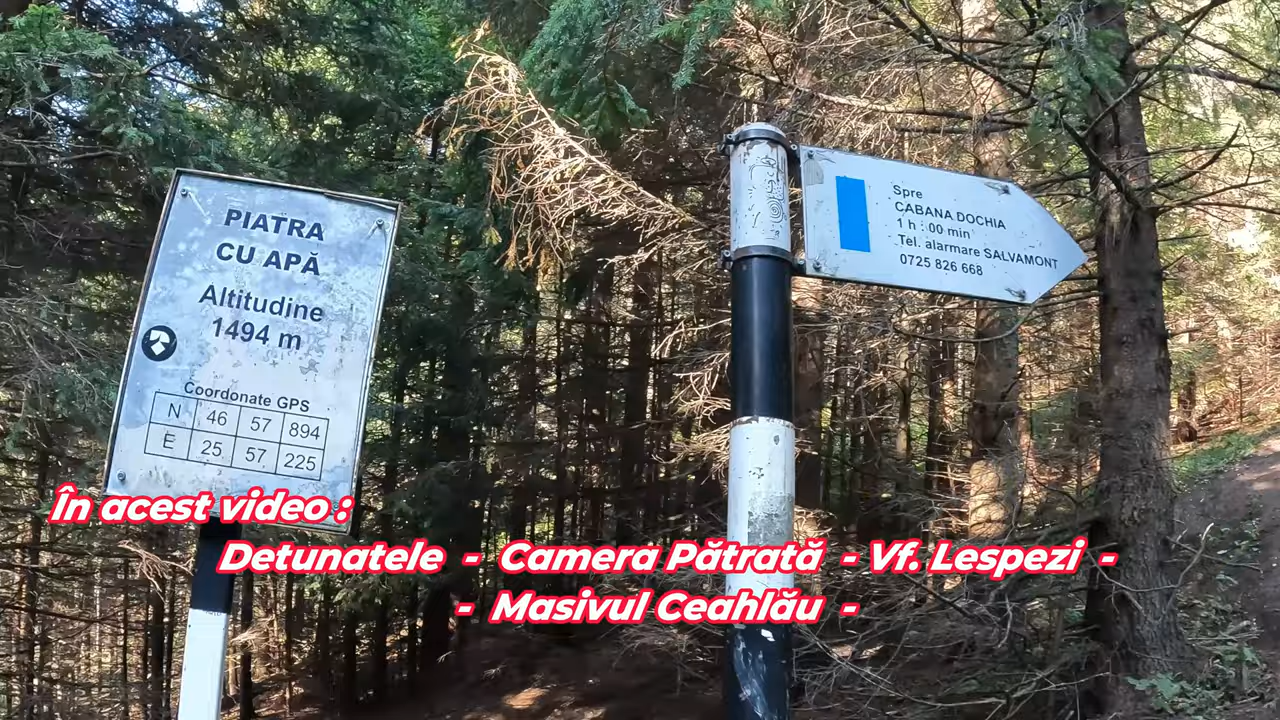 PIATRA
CU APĂ
Altitudine
1494 m
Coordonate GPS
N 46 57 894
E 25 57 225
Spre
CABANA DOCHIA
1 h : 00 min
Tel. alarmare SALVAMONT
0725 826 668
În acest video :
Detunatele - Camera Pătrată - Vf. Lespezi -
- Masivul Ceahlău -